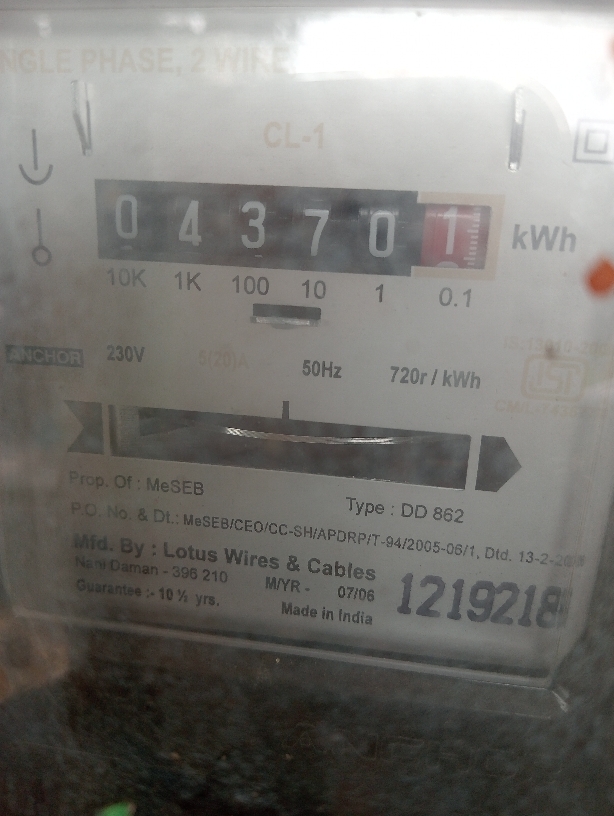 NGLE PHASE, 2 WIRE
CL-1
0 4 3 7 0 1 kWh
10K 1K 100 10 1 0.1
ANCHOR 230V 5(20)A 50Hz 720r / kWh
ISI
Prop. Of : MeSEB
Type : DD 862
P.O. No. & Dt.: MeSEB/CEO/CC-SH/APDRP/T-94/2005-06/1, Dtd. 13-2-
Mfd. By : Lotus Wires & Cables
Nani Daman - 396 210 M/YR - 07/06
Guarantee :- 10 ½ yrs. Made in India
1219218